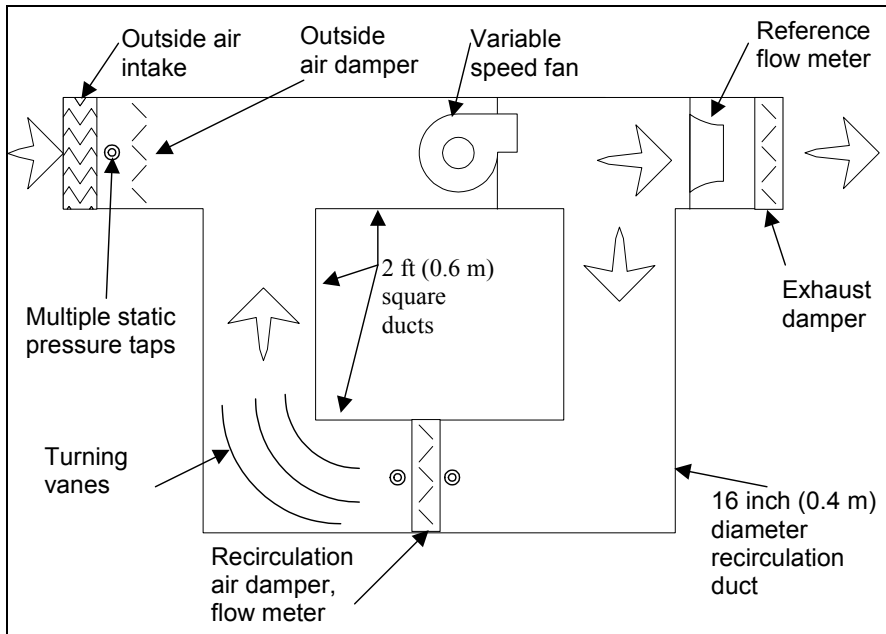 Outside air
intake
Outside
air damper
Variable
speed fan
Reference
flow meter
2 ft (0.6 m)
square
ducts
Multiple static
pressure taps
Exhaust
damper
Turning
vanes
Recirculation
air damper,
flow meter
16 inch (0.4 m)
diameter
recirculation
duct